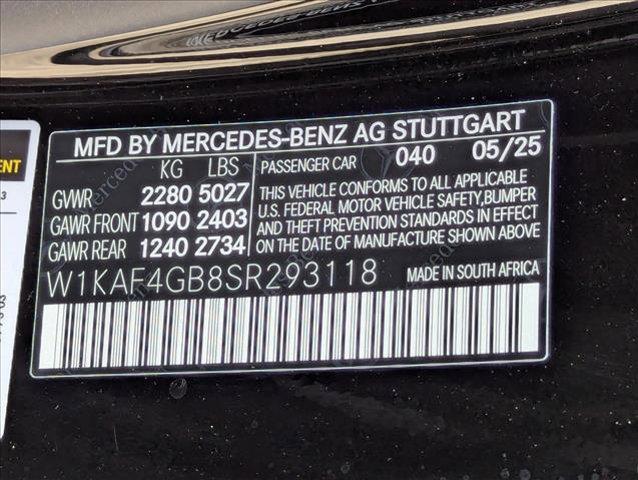 MFD BY MERCEDES-BENZ AG STUTTGART
KG LBS
GVWR 2280 5027
GAWR FRONT 1090 2403
GAWR REAR 1240 2734
PASSENGER CAR 040 05/25
THIS VEHICLE CONFORMS TO ALL APPLICABLE
U.S. FEDERAL MOTOR VEHICLE SAFETY,BUMPER
AND THEFT PREVENTION STANDARDS IN EFFECT
ON THE DATE OF MANUFACTURE SHOWN ABOVE
W1KAF4GB8SR293118
MADE IN SOUTH AFRICA